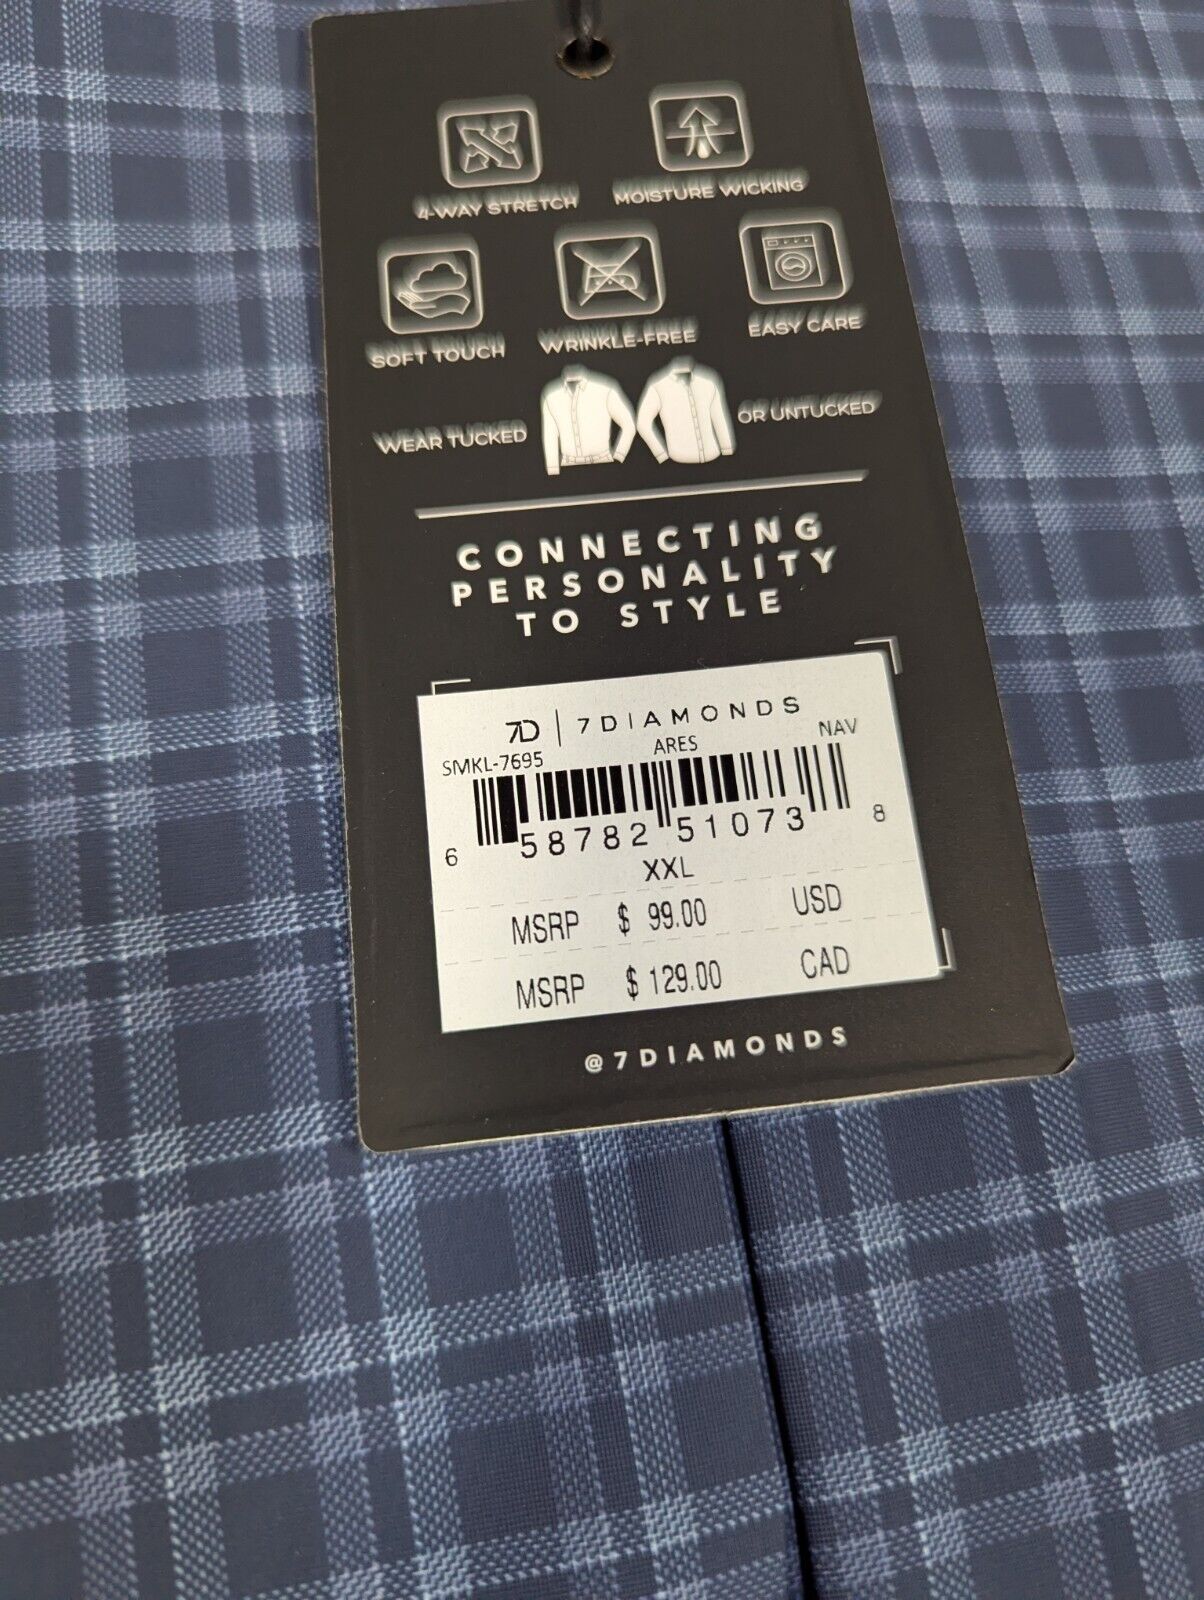 4-WAY STRETCH MOISTURE WICKING
SOFT TOUCH WRINKLE-FREE EASY CARE
WEAR TUCKED OR UNTUCKED
CONNECTING
PERSONALITY
TO STYLE
7D | 7DIAMONDS
SMKL-7695 ARES NAV
6 58782 51073 8
XXL
MSRP $ 99.00 USD
MSRP $ 129.00 CAD
@7DIAMONDS